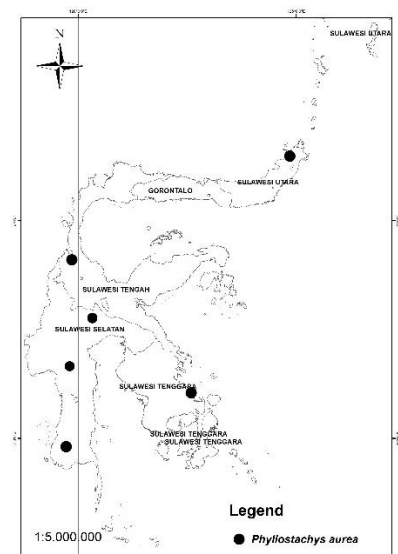 SULAWESI UTARA
N
SULAWESI UTARA
GORONTALO
SULAWESI TENGAH
SULAWESI SELATAN
SULAWESI TENGGARA
SULAWESI TENGGARA
SULAWESI TENGGARA
Legend
1:5.000.000
Phyllostachys aurea